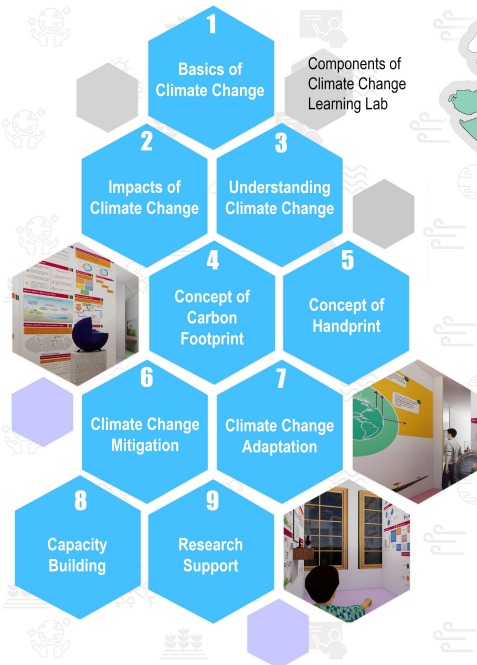 1
Basics of
Climate Change
Components of
Climate Change
Learning Lab
2
Impacts of
Climate Change
3
Understanding
Climate Change
4
Concept of
Carbon
Footprint
5
Concept of
Handprint
6
Climate Change
Mitigation
7
Climate Change
Adaptation
8
Capacity
Building
9
Research
Support